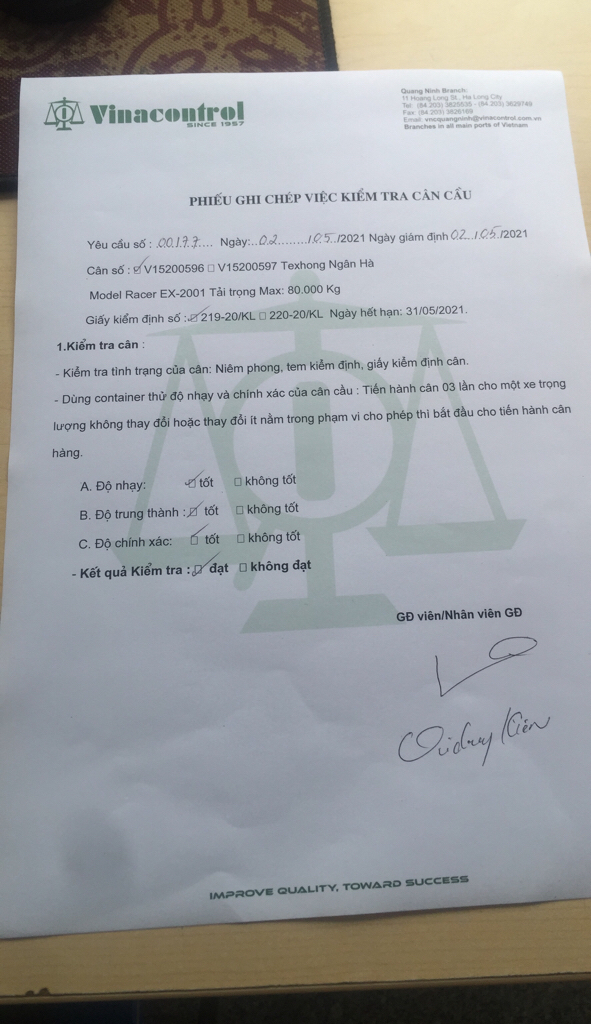 Vinacontrol
SINCE 1957
Quang Ninh Branch:
11 Hoang Long St., Ha Long City
Tel: (84 203) 3825535 - (84 203) 3629749
Fax: (84 203) 3826169
Email: vncquangninh@vinacontrol.com.vn
Branches in all main ports of Vietnam
PHIẾU GHI CHÉP VIỆC KIỂM TRA CÂN CẦU
Yêu cầu số : .00177.... Ngày:..02......../05../2021 Ngày giám định 02../.05./2021
Cân số : ☑ V15200596 ☐ V15200597 Texhong Ngân Hà
Model Racer EX-2001 Tải trọng Max: 80.000 Kg
Giấy kiểm định số : ☑ 219-20/KL ☐ 220-20/KL Ngày hết hạn: 31/05/2021.
1.Kiểm tra cân :
- Kiểm tra tình trạng của cân: Niêm phong, tem kiểm định, giấy kiểm định cân.
- Dùng container thử độ nhạy và chính xác của cân cầu : Tiến hành cân 03 lần cho một xe trọng
lượng không thay đổi hoặc thay đổi ít nằm trong phạm vi cho phép thì bắt đầu cho tiến hành cân
hàng.
A. Độ nhạy: ☑ tốt ☐ không tốt
B. Độ trung thành : ☑ tốt ☐ không tốt
C. Độ chính xác: ☑ tốt ☐ không tốt
- Kết quả Kiểm tra : ☑ đạt ☐ không đạt
GĐ viên/Nhân viên GĐ
IMPROVE QUALITY, TOWARD SUCCESS